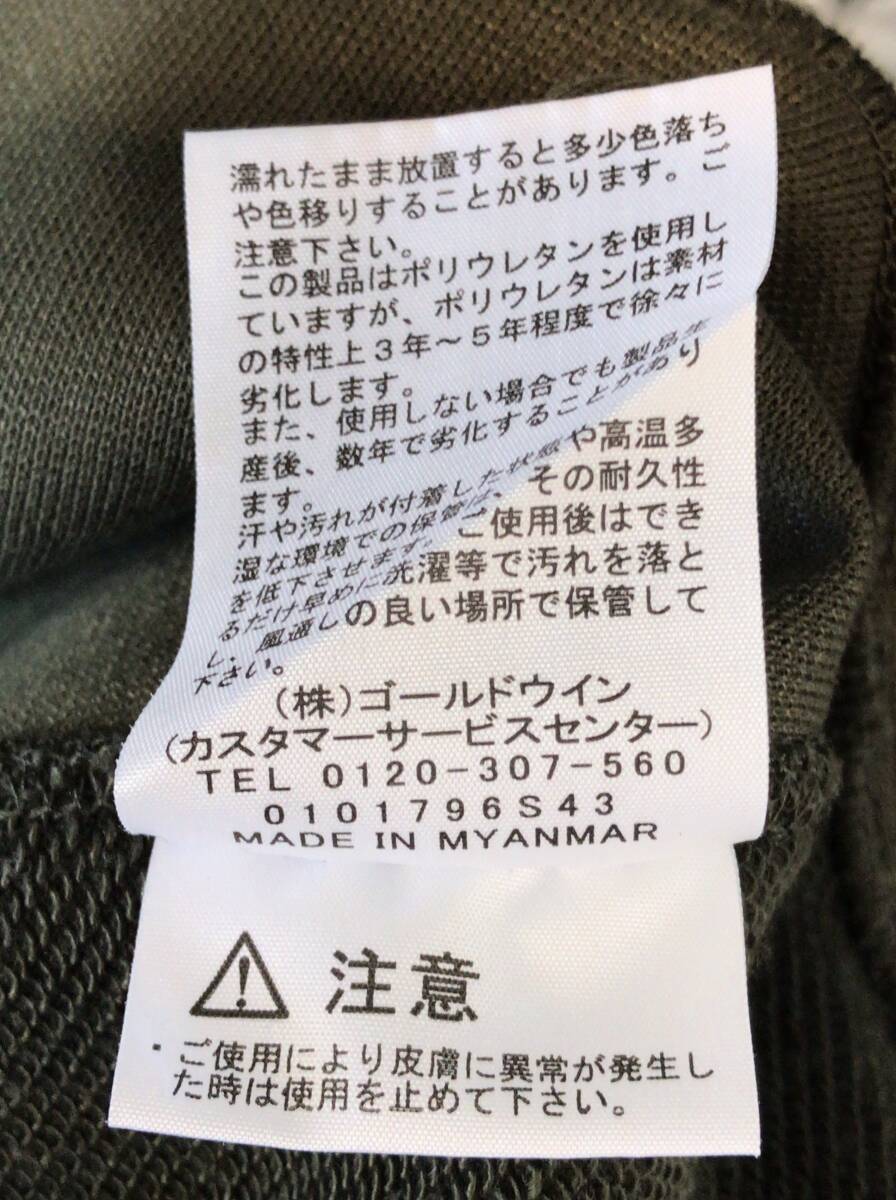 濡れたまま放置すると多少色落ち
や色移りすることがあります。ご
注意下さい。
この製品はポリウレタンを使用し
ていますが、ポリウレタンは素材
の特性上3年〜5年程度で徐々に
劣化します。
また、使用しない場合でも製品生
産後、数年で劣化することがあり
ます。
汗や汚れが付着した状態や高温多
湿な環境での保管は、その耐久性
を低下させます。ご使用後はでき
るだけ早めに洗濯等で汚れを落と
し、風通しの良い場所で保管して
下さい。
(株)ゴールドウイン
(カスタマーサービスセンター)
TEL 0120-307-560
0101796S43
MADE IN MYANMAR
注意
・ご使用により皮膚に異常が発生し
た時は使用を止めて下さい。